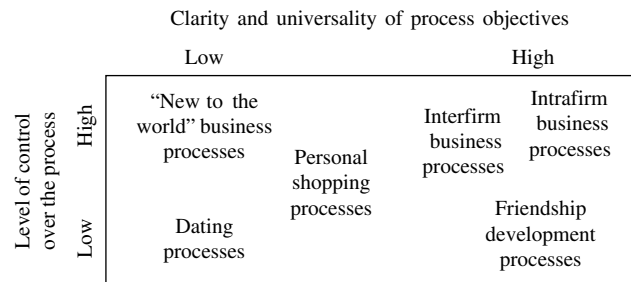 Clarity and universality of process objectives
Low
High
Level of control
over the process
High
Low
“New to the
world” business
processes
Personal
shopping
processes
Interfirm
business
processes
Intrafirm
business
processes
Dating
processes
Friendship
development
processes